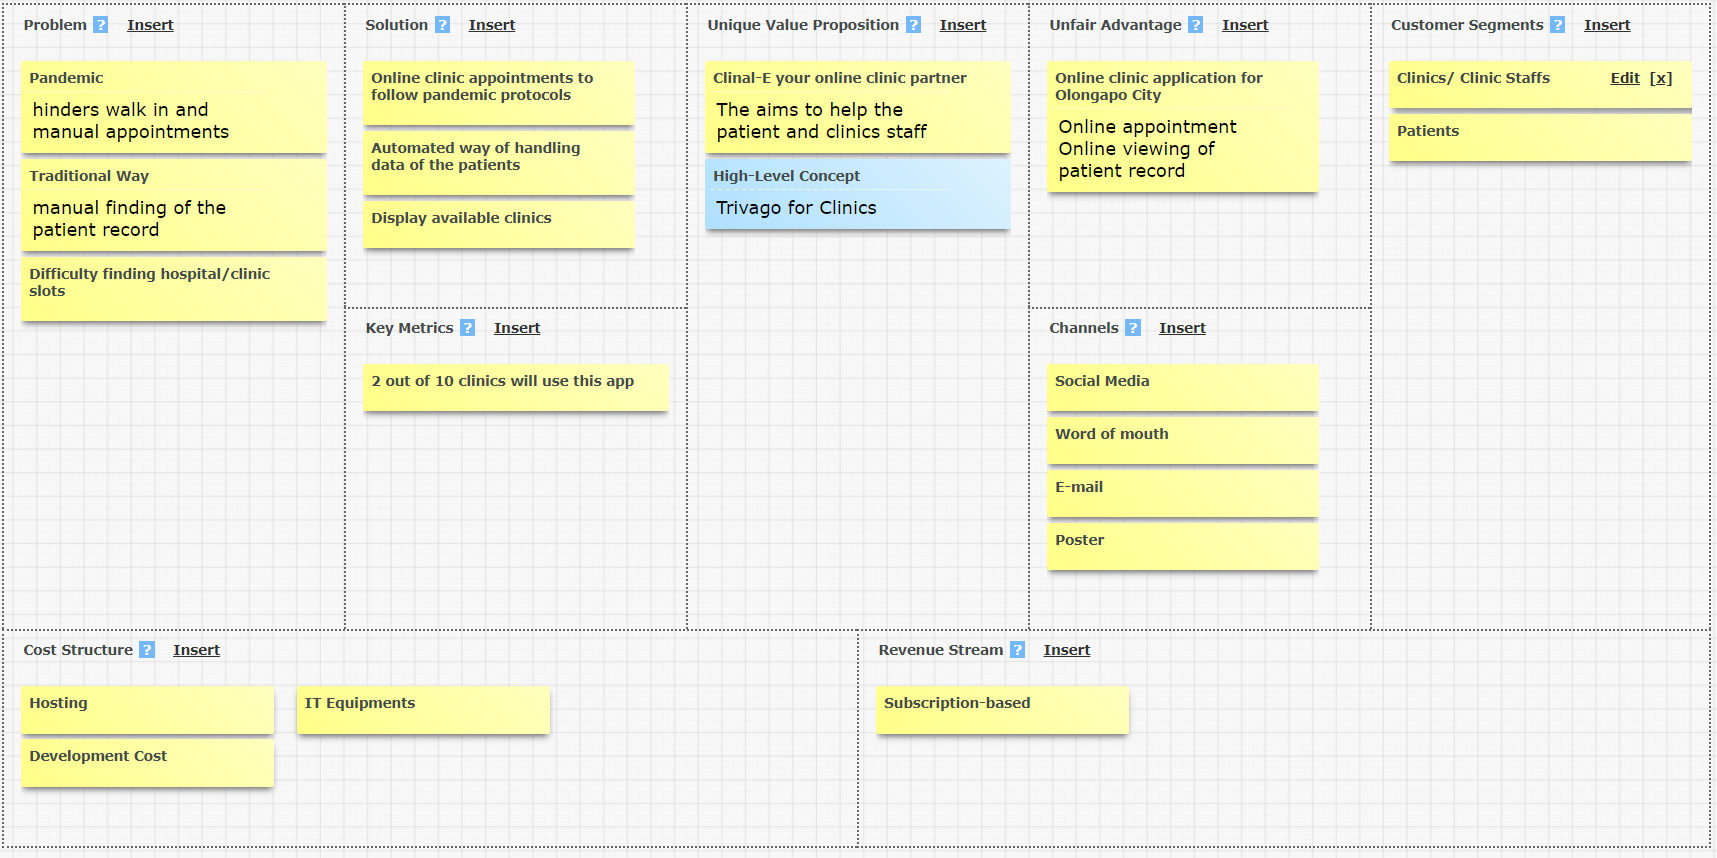 Problem ? Insert
Pandemic
hinders walk in and
manual appointments
Traditional Way
manual finding of the
patient record
Difficulty finding hospital/clinic
slots
Solution ? Insert
Online clinic appointments to
follow pandemic protocols
Automated way of handling
data of the patients
Display available clinics
Key Metrics ? Insert
2 out of 10 clinics will use this app
Unique Value Proposition ? Insert
Clinal-E your online clinic partner
The aims to help the
patient and clinics staff
High-Level Concept
Trivago for Clinics
Unfair Advantage ? Insert
Online clinic application for
Olongapo City
Online appointment
Online viewing of
patient record
Channels ? Insert
Social Media
Word of mouth
E-mail
Poster
Customer Segments ? Insert
Clinics/ Clinic Staffs Edit [x]
Patients
Cost Structure ? Insert
Hosting
IT Equipments
Development Cost
Revenue Stream ? Insert
Subscription-based